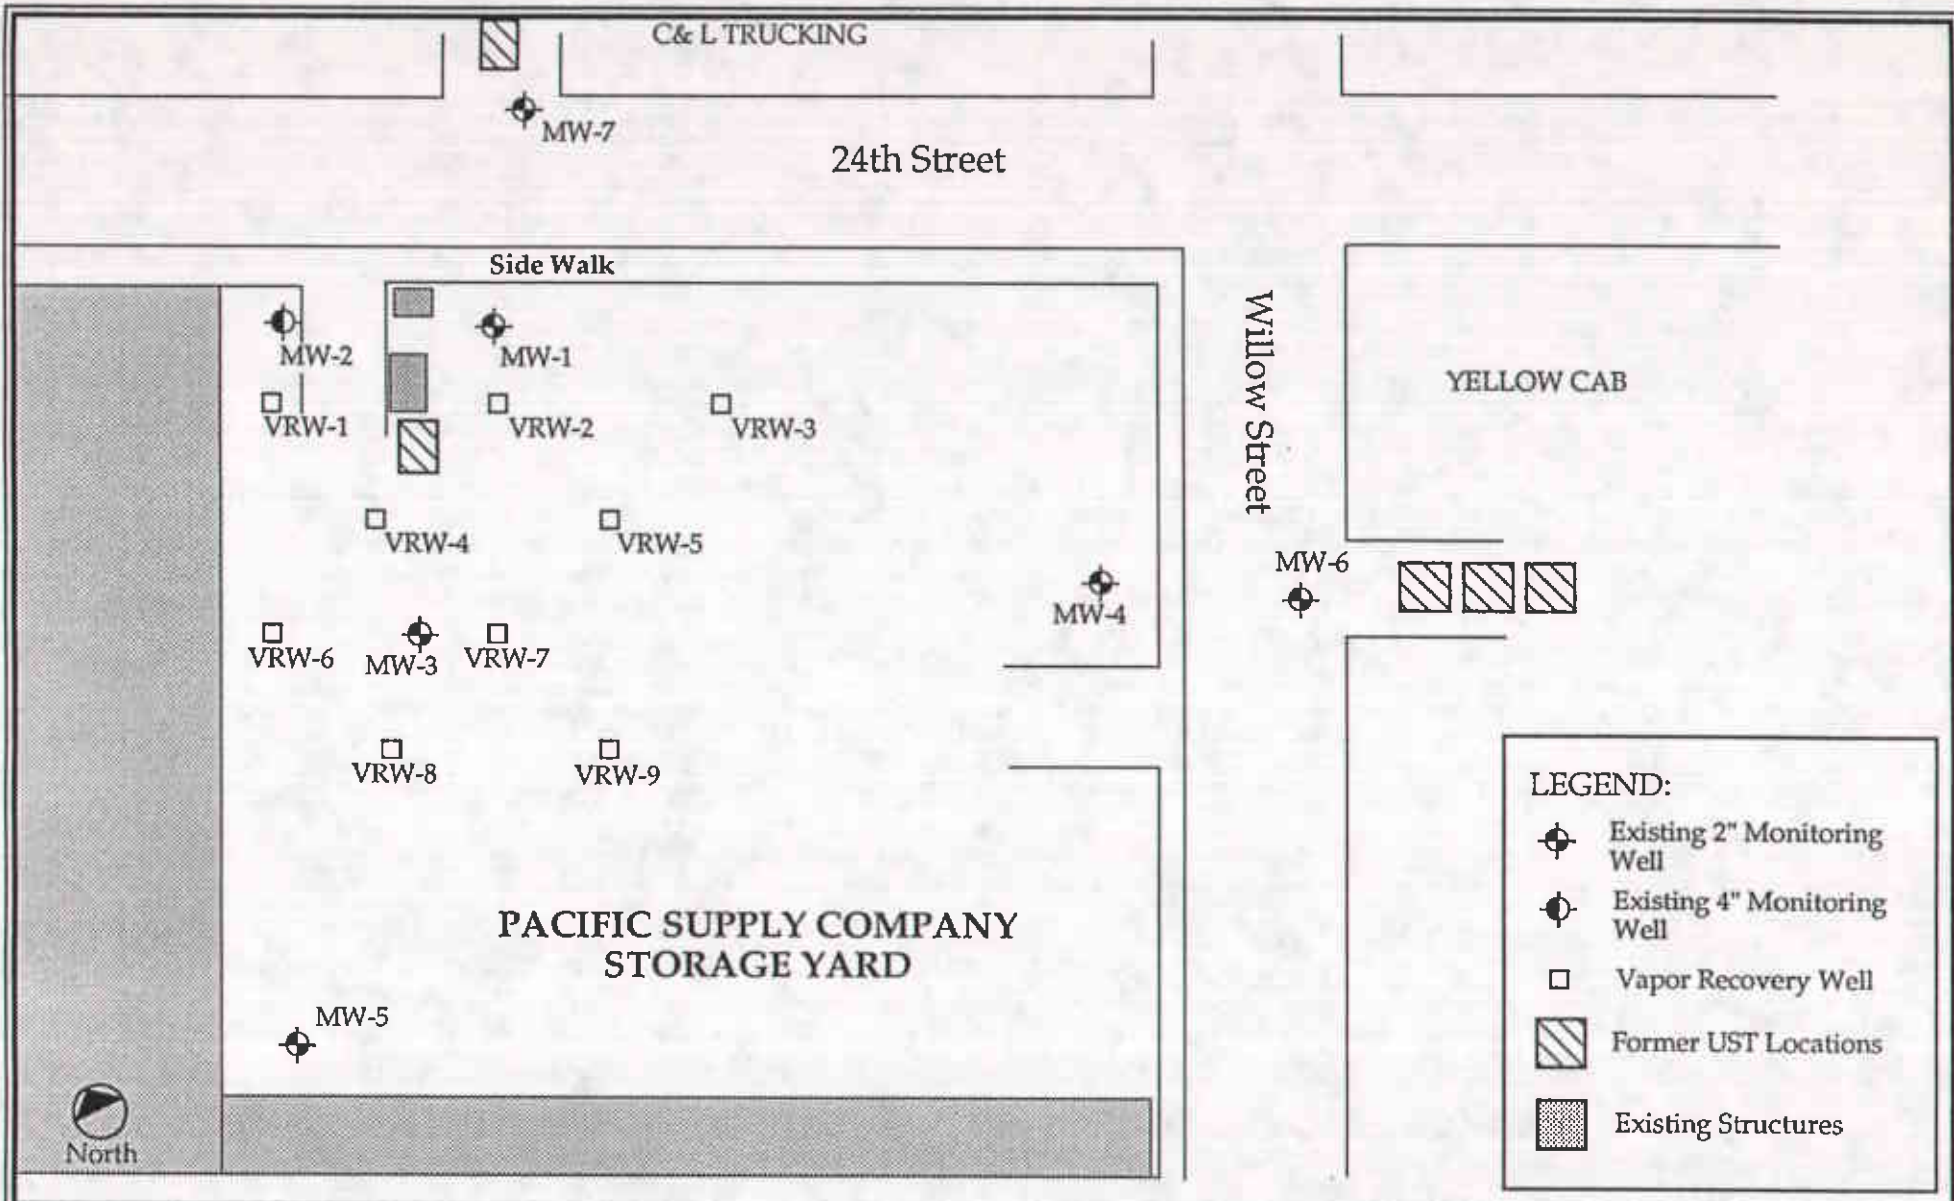 C& L TRUCKING
MW-7
24th Street
Side Walk
MW-2
MW-1
Willow Street
YELLOW CAB
VRW-1
VRW-2
VRW-3
VRW-4
VRW-5
MW-6
MW-4
VRW-6
MW-3
VRW-7
VRW-8
VRW-9
PACIFIC SUPPLY COMPANY
STORAGE YARD
MW-5
North
LEGEND:
Existing 2" Monitoring
Well
Existing 4" Monitoring
Well
Vapor Recovery Well
Former UST Locations
Existing Structures